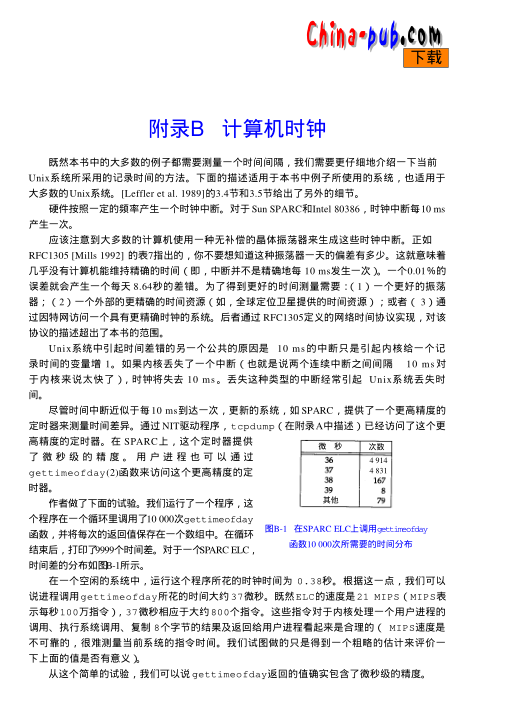 China-pub.com
下载
附录B 计算机时钟
既然本书中的大多数的例子都需要测量一个时间间隔，我们需要更仔细地介绍一下当前
Unix系统所采用的记录时间的方法。下面的描述适用于本书中例子所使用的系统，也适用于
大多数的Unix系统。[Leffler et al. 1989]的3.4节和3.5节给出了另外的细节。
硬件按照一定的频率产生一个时钟中断。对于Sun SPARC和Intel 80386，时钟中断每10 ms
产生一次。
应该注意到大多数的计算机使用一种无补偿的晶体振荡器来生成这些时钟中断。正如
RFC1305 [Mills 1992] 的表7指出的，你不要想知道这种振荡器一天的偏差有多少。这就意味着
几乎没有计算机能维持精确的时间（即，中断并不是精确地每 10 ms发生一次）。一个0.01%的
误差就会产生一个每天8.64秒的差错。为了得到更好的时间测量需要：（1）一个更好的振荡
器；（2）一个外部的更精确的时间资源（如，全球定位卫星提供的时间资源）；或者（ 3）通
过因特网访问一个具有更精确时钟的系统。后者通过 RFC1305定义的网络时间协议实现，对该
协议的描述超出了本书的范围。
Unix系统中引起时间差错的另一个公共的原因是 10 ms的中断只是引起内核给一个记
录时间的变量增 1。如果内核丢失了一个中断（也就是说两个连续中断之间间隔 10 ms对
于内核来说太快了），时钟将失去 10 ms。丢失这种类型的中断经常引起 Unix系统丢失时
间。
尽管时间中断近似于每10 ms到达一次，更新的系统，如 SPARC，提供了一个更高精度的
定时器来测量时间差异。通过 NIT驱动程序，tcpdump（在附录A中描述）已经访问了这个更
高精度的定时器。在 SPARC上，这个定时器提供
了微秒级的精度。用户进程也可以通过
gettimeofday(2)函数来访问这个更高精度的定
时器。
作者做了下面的试验。我们运行了一个程序，这
个程序在一个循环里调用了10 000次gettimeofday
函数，并将每次的返回值保存在一个数组中。在循环
结束后，打印了9999个时间差。对于一个SPARC ELC，
时间差的分布如图B-1所示。
微 秒 次数
36 4 914
37 4 831
38 167
39 8
其他 79
图B-1 在SPARC ELC上调用gettimeofday
函数10 000次所需要的时间分布
在一个空闲的系统中，运行这个程序所花的时钟时间为 0.38秒。根据这一点，我们可以
说进程调用gettimeofday所花的时间大约37微秒。既然ELC的速度是21 MIPS（MIPS表
示每秒100万指令），37微秒相应于大约800个指令。这些指令对于内核处理一个用户进程的
调用、执行系统调用、复制 8个字节的结果及返回给用户进程看起来是合理的（ MIPS速度是
不可靠的，很难测量当前系统的指令时间。我们试图做的只是得到一个粗略的估计来评价一
下上面的值是否有意义）。
从这个简单的试验，我们可以说gettimeofday返回的值确实包含了微秒级的精度。